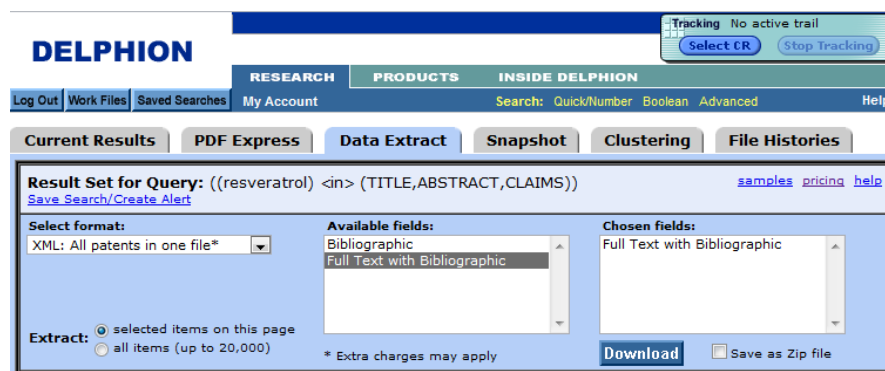 Tracking No active trail
DELPHION
Select CR Stop Tracking
RESEARCH PRODUCTS INSIDE DELPHION
Log Out Work Files Saved Searches My Account Search: Quick/Number Boolean Advanced Help
Current Results PDF Express Data Extract Snapshot Clustering File Histories
Result Set for Query: ((resveratrol) <in> (TITLE,ABSTRACT,CLAIMS)) samples pricing help
Save Search/Create Alert
Select format: Available fields: Chosen fields:
XML: All patents in one file* Bibliographic Full Text with Bibliographic
Full Text with Bibliographic
Extract: selected items on this page
all items (up to 20,000) * Extra charges may apply Download Save as Zip file